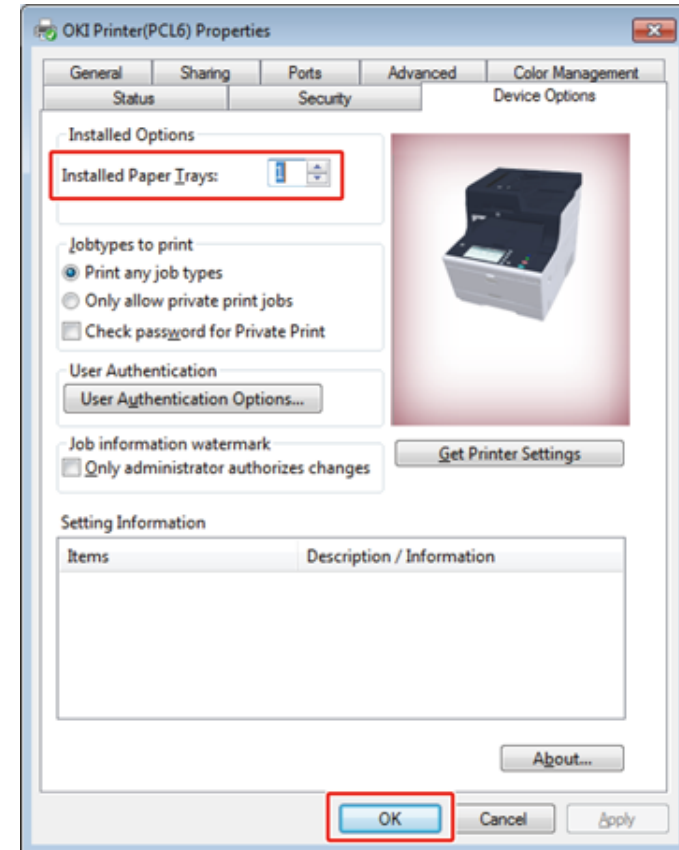 OKI Printer(PCL6) Properties
General Sharing Ports Advanced Color Management
Status Security Device Options
Installed Options
Installed Paper Trays: 1
Jobtypes to print
Print any job types
Only allow private print jobs
Check password for Private Print
User Authentication
User Authentication Options...
Job information watermark
Only administrator authorizes changes
Get Printer Settings
Setting Information
Items Description / Information
About...
OK Cancel Apply